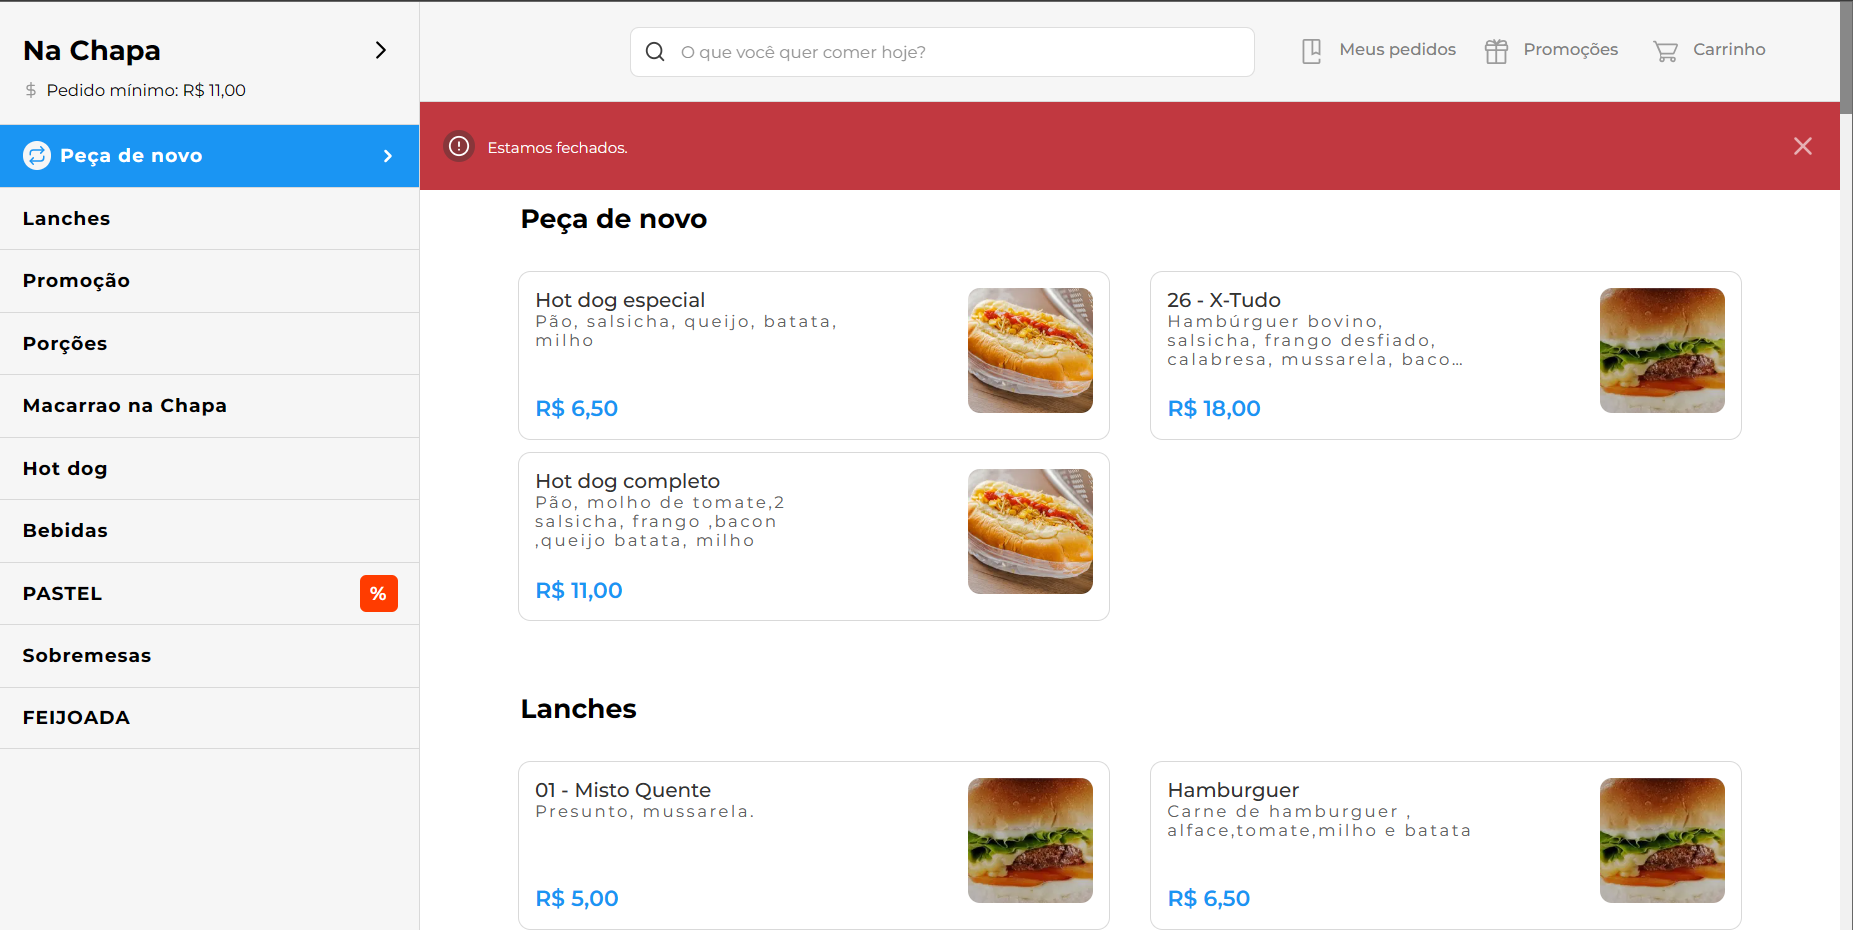 Na Chapa
$ Pedido mínimo: R$ 11,00
Peça de novo
Lanches
Promoção
Porções
Macarrao na Chapa
Hot dog
Bebidas
PASTEL
%
Sobremesas
FEIJOADA
O que você quer comer hoje?
Meus pedidos
Promoções
Carrinho
Estamos fechados.
Peça de novo
Hot dog especial
Pão, salsicha, queijo, batata,
milho
R$ 6,50
26 - X-Tudo
Hambúrguer bovino,
salsicha, frango desfiado,
calabresa, mussarela, baco...
R$ 18,00
Hot dog completo
Pão, molho de tomate,2
salsicha, frango ,bacon
,queijo batata, milho
R$ 11,00
Lanches
01 - Misto Quente
Presunto, mussarela.
R$ 5,00
Hamburguer
Carne de hamburguer ,
alface,tomate,milho e batata
R$ 6,50